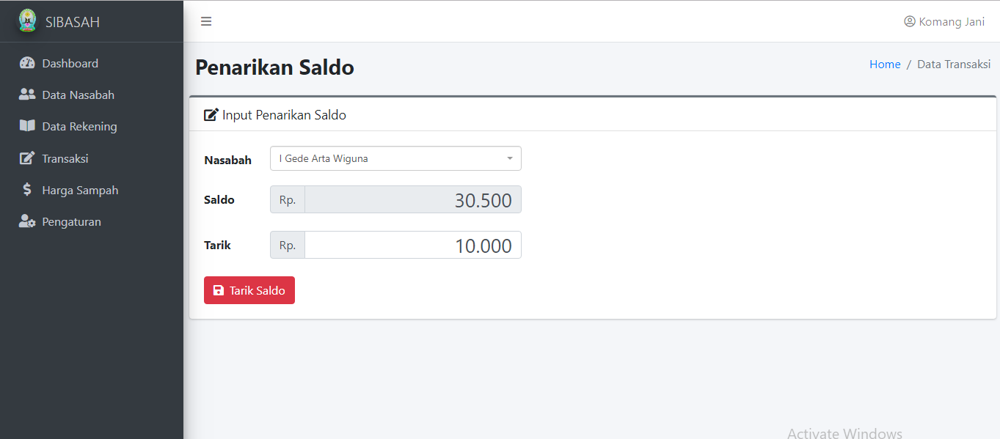 SIBASAH
Komang Jani
Dashboard
Data Nasabah
Data Rekening
Transaksi
Harga Sampah
Pengaturan
Penarikan Saldo
Home / Data Transaksi
Input Penarikan Saldo
Nasabah I Gede Arta Wiguna
Saldo Rp. 30.500
Tarik Rp. 10.000
Tarik Saldo
Activate Windows